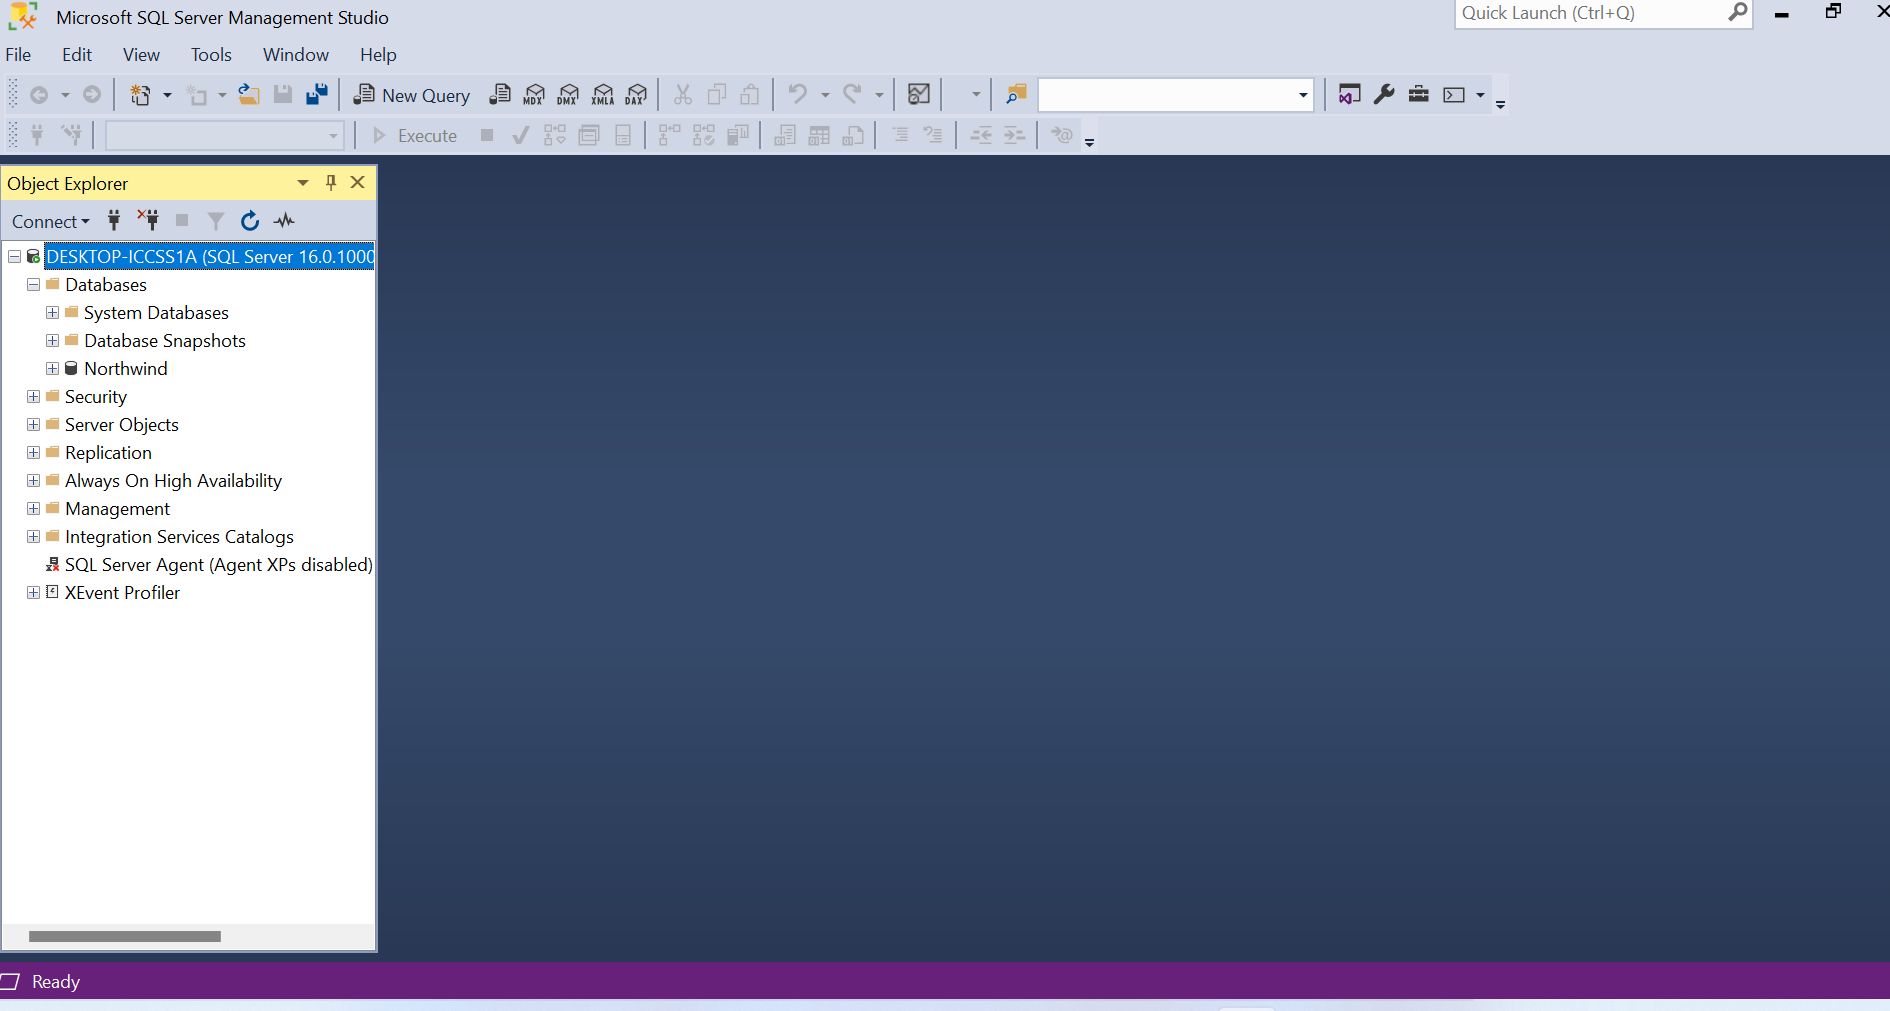 Microsoft SQL Server Management Studio
Quick Launch (Ctrl+Q)
File Edit View Tools Window Help
New Query MDX DMX XMLA DAX
Execute
Object Explorer
Connect
DESKTOP-ICCSS1A (SQL Server 16.0.1000
Databases
System Databases
Database Snapshots
Northwind
Security
Server Objects
Replication
Always On High Availability
Management
Integration Services Catalogs
SQL Server Agent (Agent XPs disabled)
XEvent Profiler
Ready